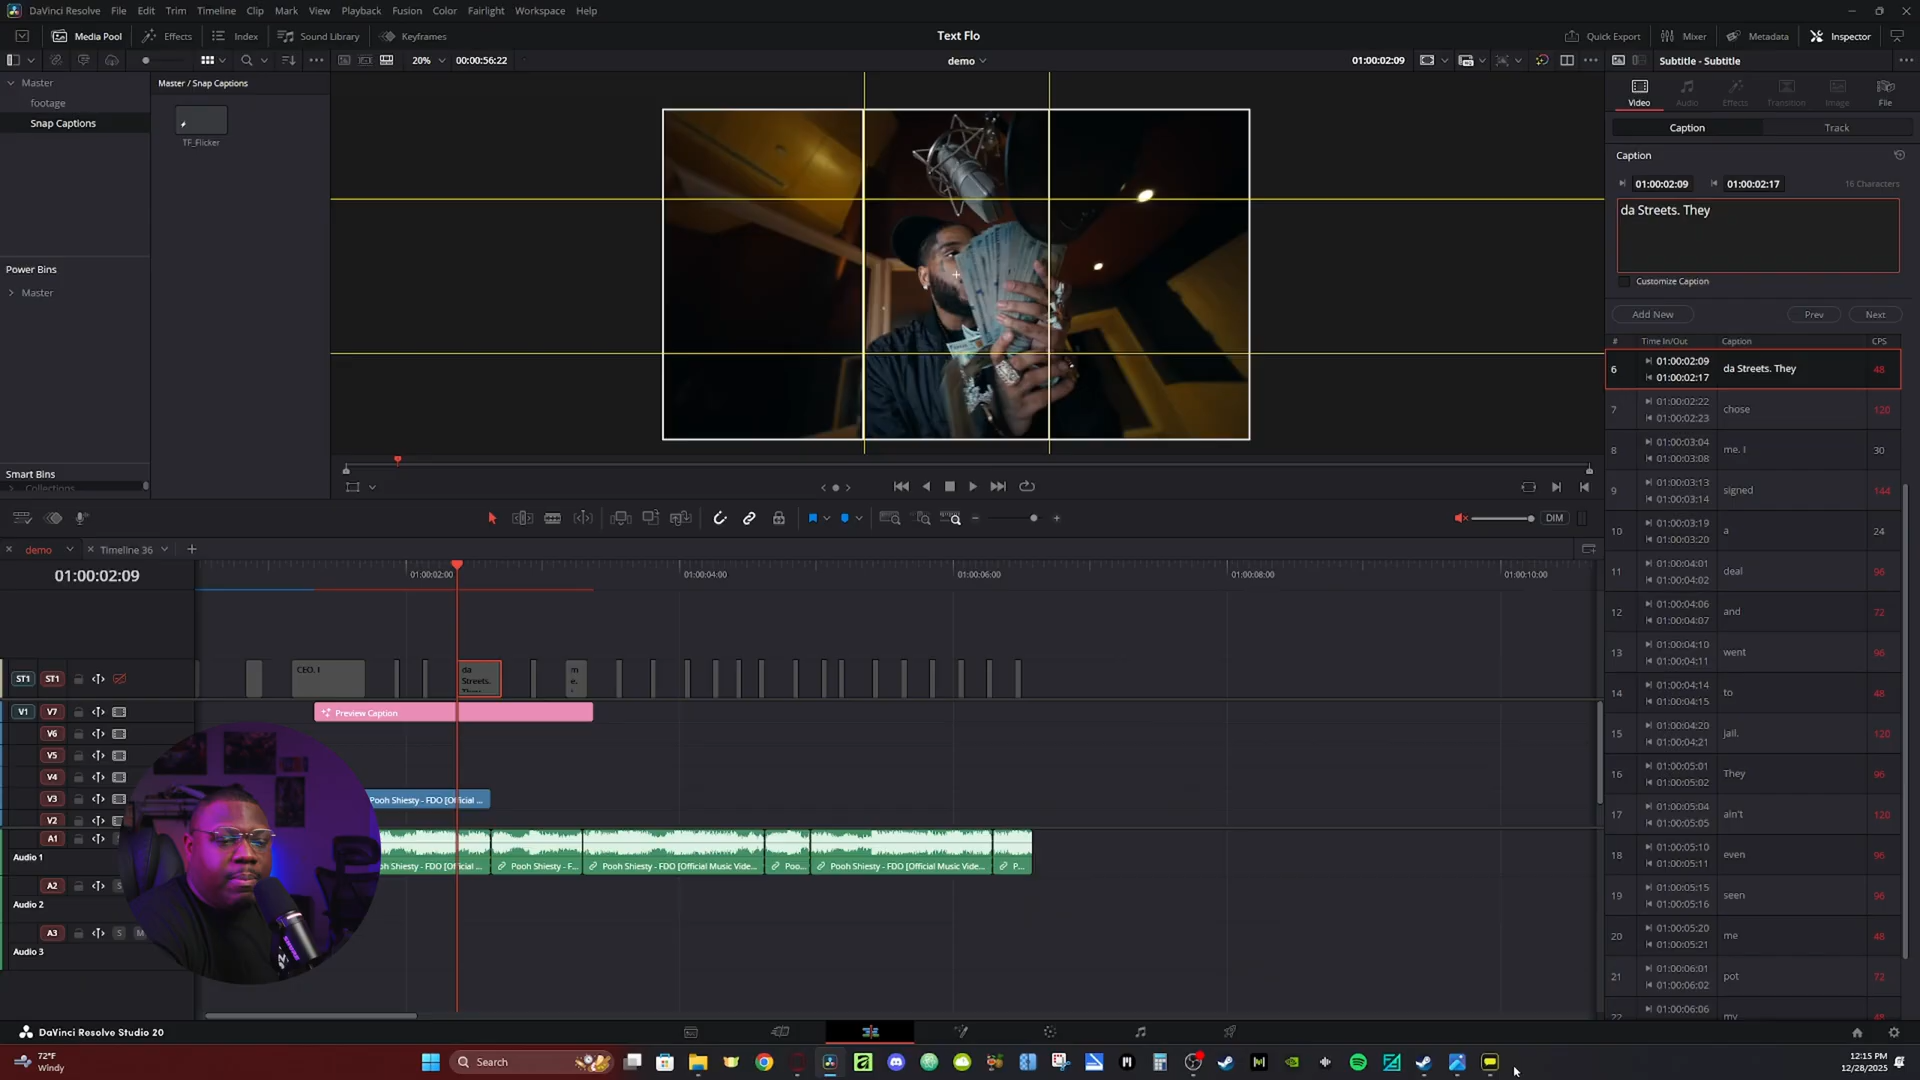 DaVinci Resolve File Edit Trim Timeline Clip Mark View Playback Fusion Color Fairlight Workspace Help
Media Pool Effects Index Sound Library Keyframes Text Flo Quick Export Mixer Metadata Inspector
20% 00:00:56:22 demo 01:00:02:09 Subtitle - Subtitle
Master
footage
Snap Captions
Master / Snap Captions
TF_Flicker
Power Bins
Master
Smart Bins
Collections
Video Audio Effects Transition Image File
Caption Track
Caption
01:00:02:09 01:00:02:17 16 Characters
da Streets. They
Customize Caption
Add New Prev Next
# Time In/Out Caption CPS
6 01:00:02:09 da Streets. They 48
01:00:02:17
7 01:00:02:22 chose 120
01:00:02:23
8 01:00:03:04 me. I 30
01:00:03:08
9 01:00:03:13 signed 144
01:00:03:14
10 01:00:03:19 a 24
01:00:03:20
11 01:00:04:01 deal 96
01:00:04:02
12 01:00:04:06 and 72
01:00:04:07
13 01:00:04:10 went 96
01:00:04:11
14 01:00:04:14 to 48
01:00:04:15
15 01:00:04:20 jail. 120
01:00:04:21
16 01:00:05:01 They 96
01:00:05:02
17 01:00:05:04 ain't 120
01:00:05:05
18 01:00:05:10 even 96
01:00:05:11
19 01:00:05:15 seen 96
01:00:05:16
20 01:00:05:20 me 48
01:00:05:21
21 01:00:06:01 pot 72
01:00:06:02
22 01:00:06:06 my 48
DIM
demo Timeline 36
01:00:02:09
01:00:02:00 01:00:04:00 01:00:06:00 01:00:08:00 01:00:10:00
ST1 ST1 CEO. I da Streets. They m e. I
V1 V7 Preview Caption
V6
V5
V4
V3 Pooh Shiesty - FDO [Official ...
V2
A1
Audio 1 oh Shiesty - FDO [Official ... Pooh Shiesty - F... Pooh Shiesty - FDO [Official Music Vide... Poo... Pooh Shiesty - FDO [Official Music Vide... P...
A2 S
Audio 2
A3 S M
Audio 3
DaVinci Resolve Studio 20
72°F
Windy
Search
12:15 PM
12/28/2025